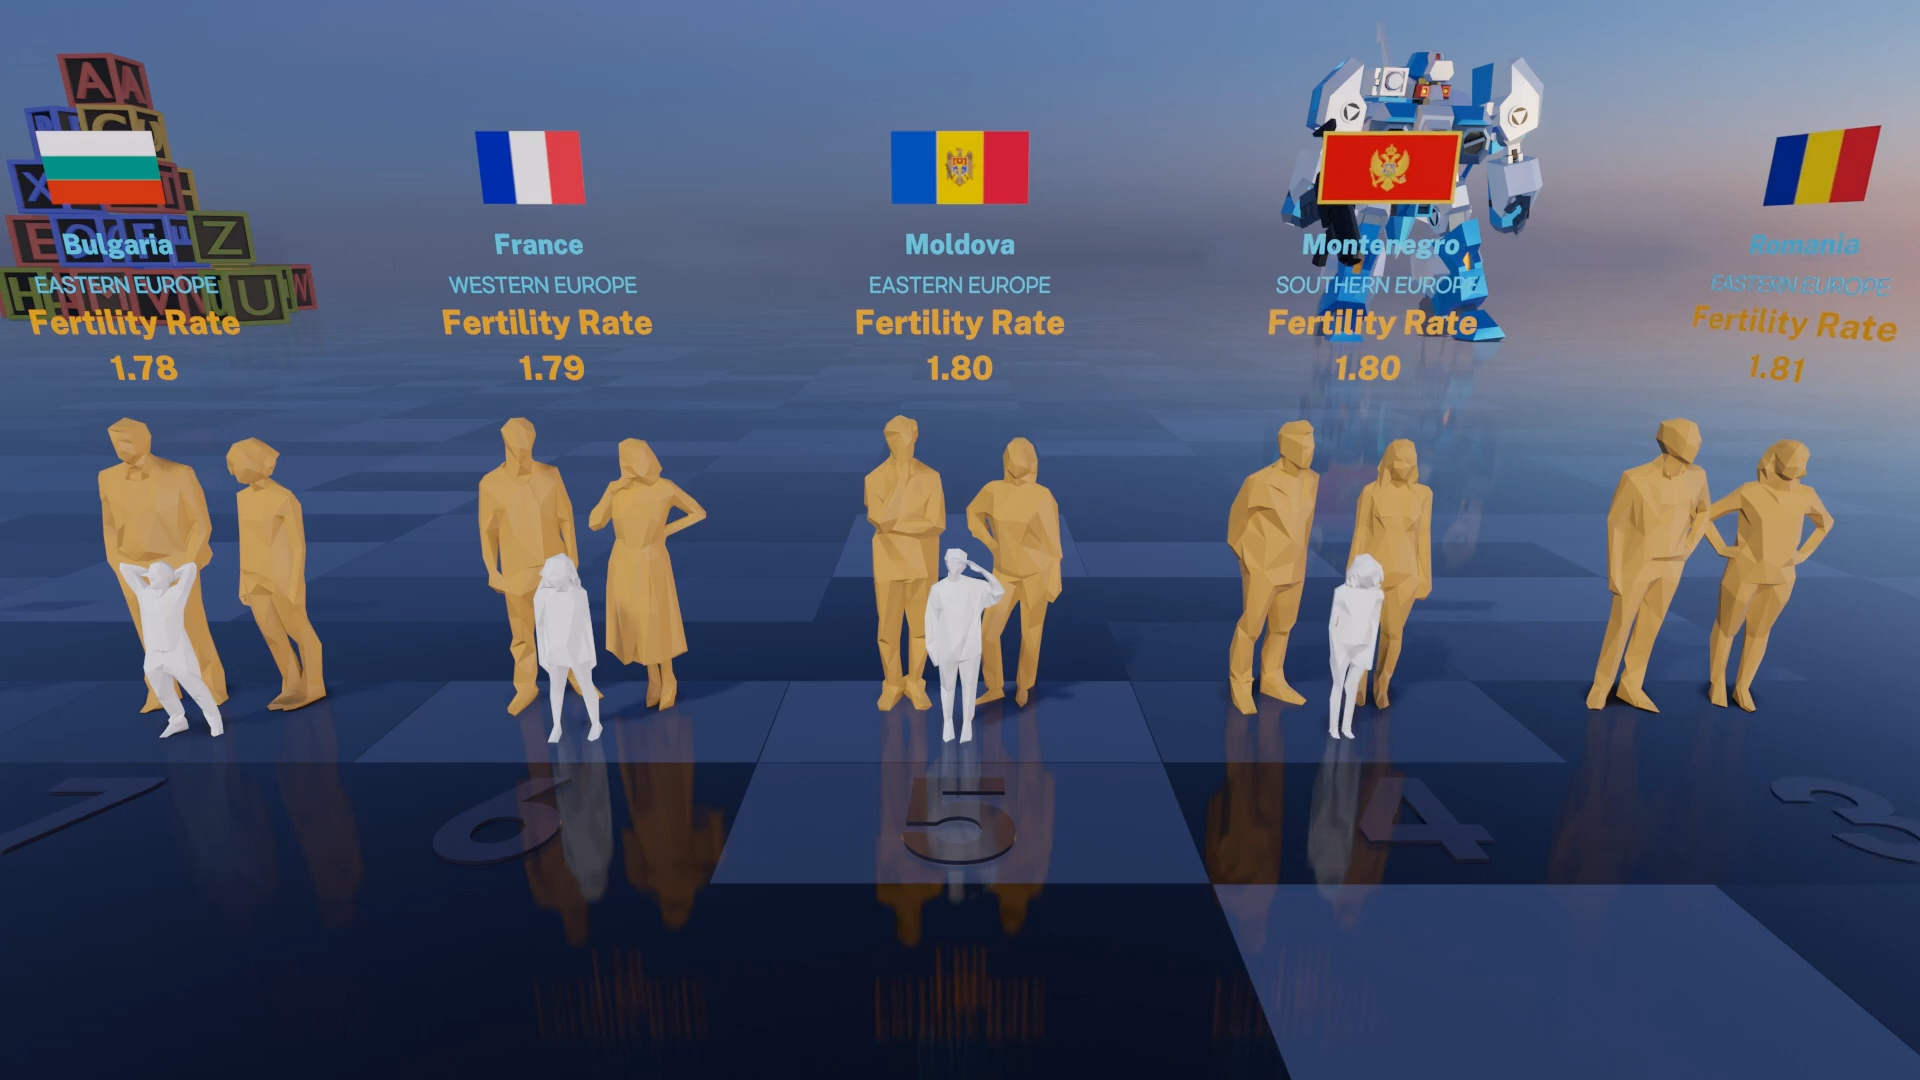 Bulgaria
EASTERN EUROPE
Fertility Rate
1.78
France
WESTERN EUROPE
Fertility Rate
1.79
Moldova
EASTERN EUROPE
Fertility Rate
1.80
Montenegro
SOUTHERN EUROPE
Fertility Rate
1.80
Romania
EASTERN EUROPE
Fertility Rate
1.81
7
6
5
4
3
A A
X
E
Z
H
U